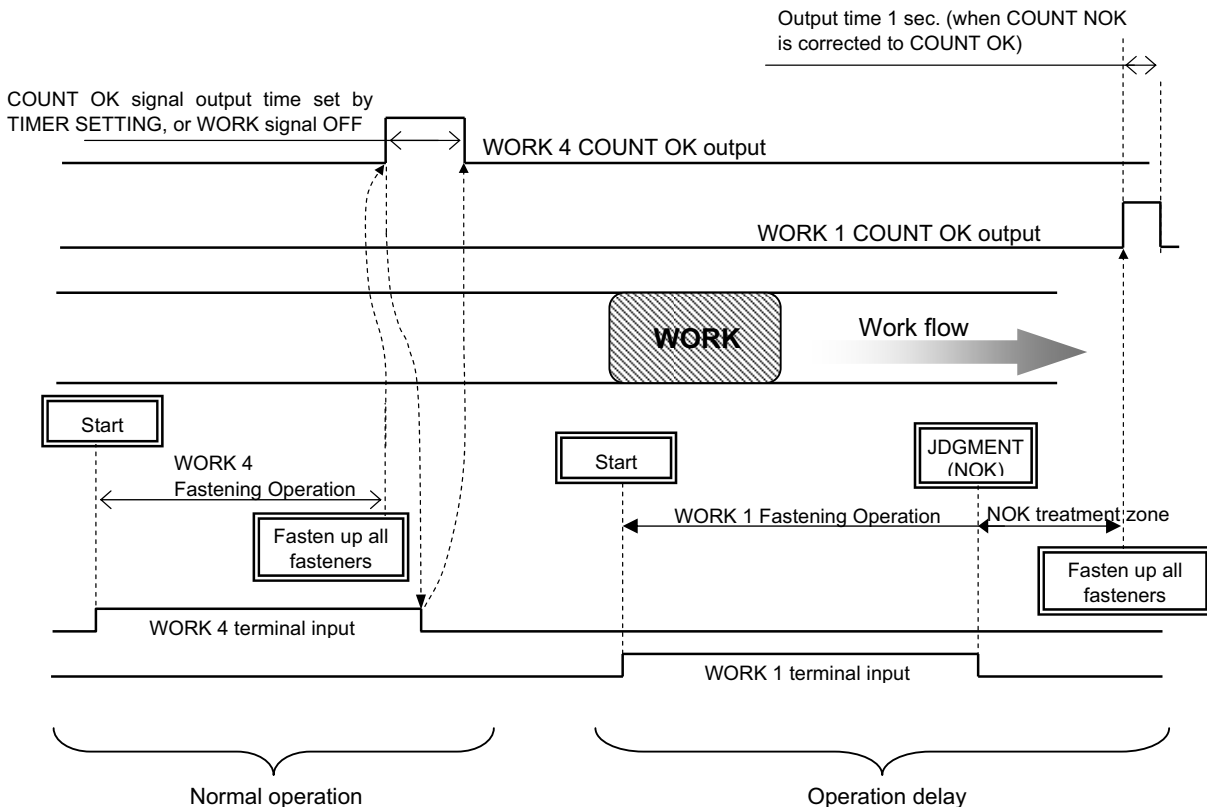 Output time 1 sec. (when COUNT NOK
is corrected to COUNT OK)
COUNT OK signal output time set by
TIMER SETTING, or WORK signal OFF
WORK 4 COUNT OK output
WORK 1 COUNT OK output
WORK
Work flow
Start
WORK 4
Fastening Operation
Fasten up all
fasteners
Start
JDGMENT
(NOK)
WORK 1 Fastening Operation
NOK treatment zone
Fasten up all
fasteners
WORK 4 terminal input
WORK 1 terminal input
Normal operation
Operation delay